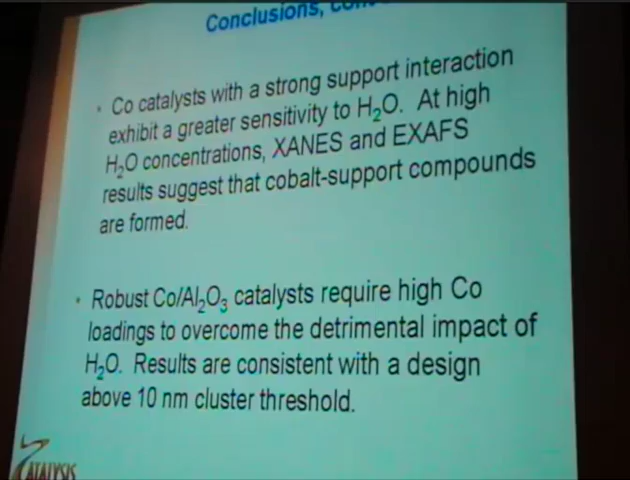 Conclusions,
• Co catalysts with a strong support interaction
exhibit a greater sensitivity to H₂O. At high
H₂O concentrations, XANES and EXAFS
results suggest that cobalt-support compounds
are formed.
• Robust Co/Al₂O₃ catalysts require high Co
loadings to overcome the detrimental impact of
H₂O. Results are consistent with a design
above 10 nm cluster threshold.
CATALYSIS